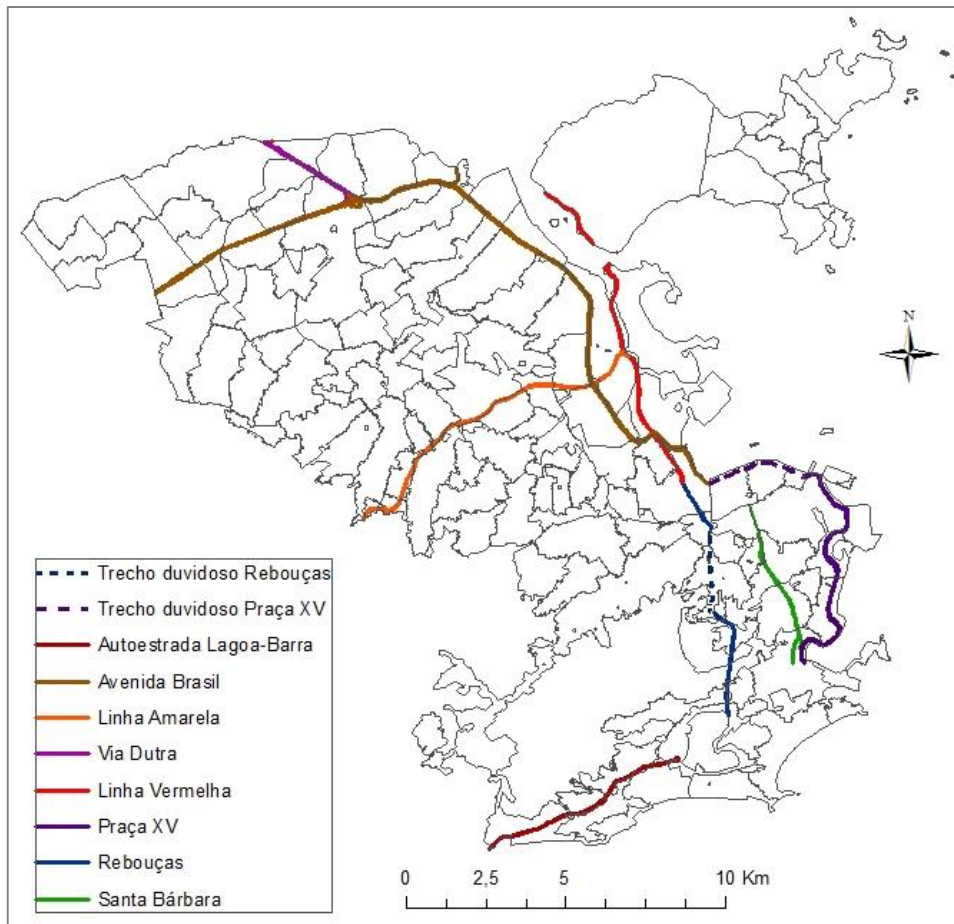 N
Trecho duvidoso Rebouças
Trecho duvidoso Praça XV
Autoestrada Lagoa-Barra
Avenida Brasil
Linha Amarela
Via Dutra
Linha Vermelha
Praça XV
Rebouças
Santa Bárbara
0 2,5 5 10 Km